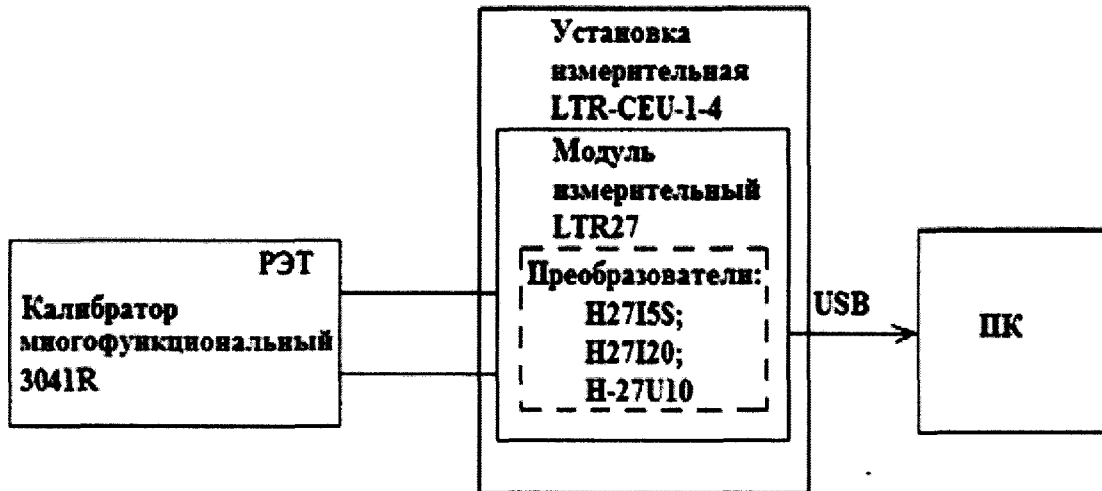 Установка
измерительная
LTR-CEU-1-4
Модуль
измерительный
LTR27
Преобразователи:
H27I5S;
H27I20;
H-27U10
РЭТ
Калибратор
многофункциональный
3041R
USB
ПК